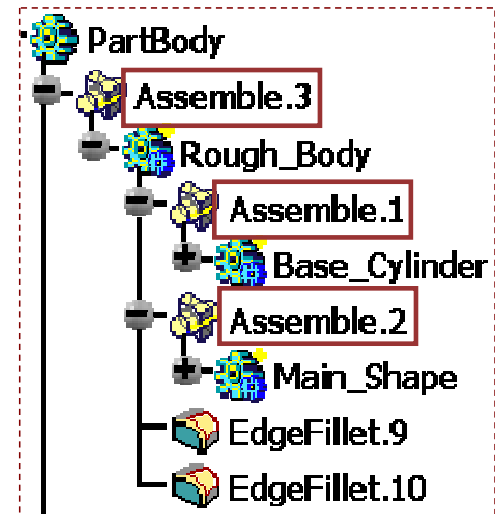 PartBody
Assemble.3
Rough_Body
Assemble.1
Base_Cylinder
Assemble.2
Main_Shape
EdgeFillet.9
EdgeFillet.10